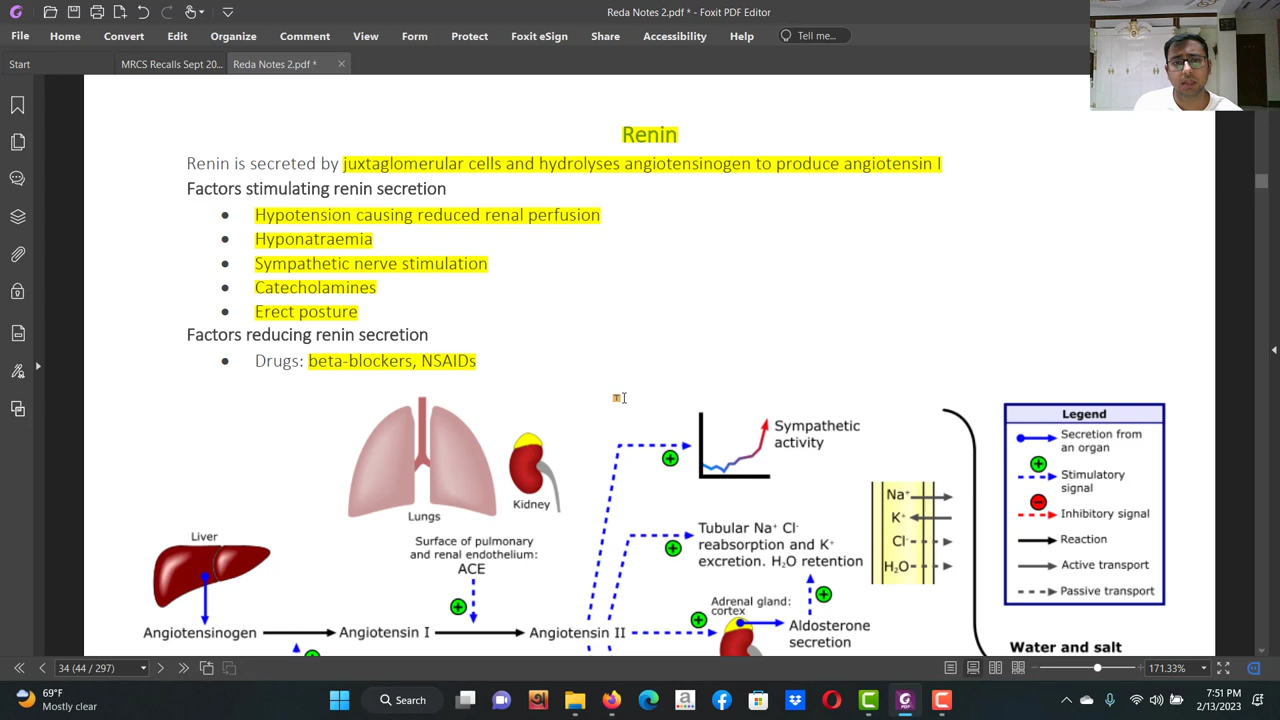 Reda Notes 2.pdf * - Foxit PDF Editor
File Home Convert Edit Organize Comment View Form Protect Foxit eSign Share Accessibility Help Tell me...
Start MRCS Recalls Sept 20... Reda Notes 2.pdf *
Renin
Renin is secreted by juxtaglomerular cells and hydrolyses angiotensinogen to produce angiotensin I
Factors stimulating renin secretion
• Hypotension causing reduced renal perfusion
• Hyponatraemia
• Sympathetic nerve stimulation
• Catecholamines
• Erect posture
Factors reducing renin secretion
• Drugs: beta-blockers, NSAIDs
Lungs
Kidney
Liver
Surface of pulmonary
and renal endothelium:
ACE
Angiotensinogen
Angiotensin I
Angiotensin II
Sympathetic
activity
Tubular Na⁺ Cl⁻
reabsorption and K⁺
excretion. H₂O retention
Adrenal gland:
cortex
Aldosterone
secretion
Na⁺
K⁺
Cl⁻
H₂O
Legend
Secretion from
an organ
Stimulatory
signal
Inhibitory signal
Reaction
Active transport
Passive transport
Water and salt
34 (44 / 297)
171.33%
69°F
Mostly clear
Search
7:51 PM
2/13/2023